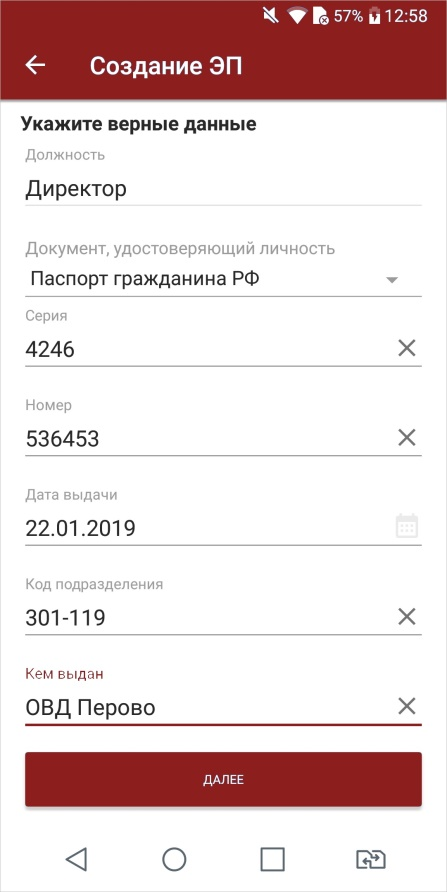 57% 12:58
Создание ЭП
Укажите верные данные
Должность
Директор
Документ, удостоверяющий личность
Паспорт гражданина РФ
Серия
4246
Номер
536453
Дата выдачи
22.01.2019
Код подразделения
301-119
Кем выдан
ОВД Перово
ДАЛЕЕ